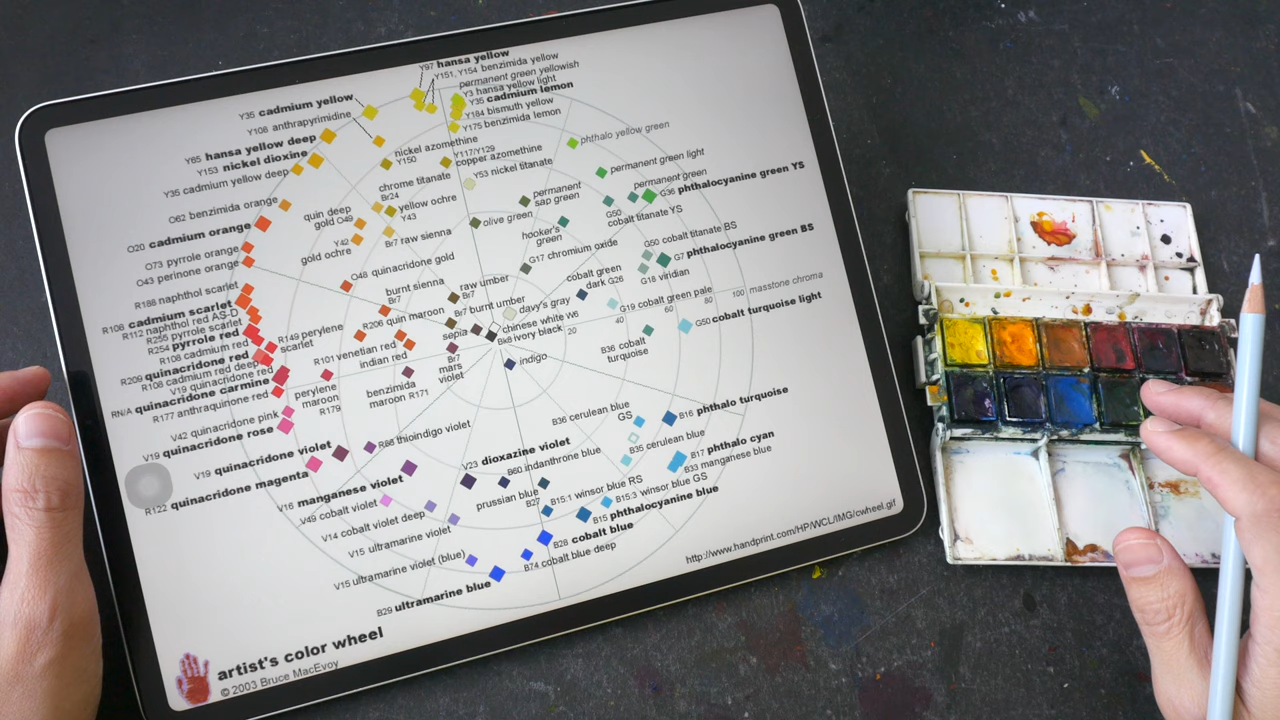 Y97 hansa yellow
Y151, Y154 benzimida yellow
permanent green yellowish
Y3 hansa yellow light
Y35 cadmium lemon
Y184 bismuth yellow
Y175 benzimida lemon
Y35 cadmium yellow
Y108 anthrapyrimidine
Y65 hansa yellow deep
Y153 nickel dioxine
Y35 cadmium yellow deep
nickel azomethine
Y150
Y117/Y129
copper azomethine
Y53 nickel titanate
phthalo yellow green
permanent green light
permanent green
G36 phthalocyanine green YS
chrome titanate
Br24
yellow ochre
Y43
permanent
sap green
G50
cobalt titanate YS
O62 benzimida orange
quin deep
gold O49
olive green
hooker's
green
O20 cadmium orange
Y42
gold ochre
Br7 raw sienna
G17 chromium oxide
G50 cobalt titanate BS
G7 phthalocyanine green BS
O73 pyrrole orange
O43 perinone orange
O48 quinacridone gold
cobalt green
dark G26
G18 viridian
R188 naphthol scarlet
burnt sienna
Br7
raw umber
Br7
davy's gray
G19 cobalt green pale
20
40
60
80
100
masstone chroma
R108 cadmium scarlet
R112 naphthol red AS-D
R255 pyrrole scarlet
R254 pyrrole red
R108 cadmium red
R149 perylene
scarlet
R206 quin maroon
Br7 burnt umber
sepia
chinese white W6
Bk8 ivory black
G50 cobalt turquoise light
R209 quinacridone red
R108 cadmium red deep
V19 quinacridone red
R101 venetian red
indian red
Br7
mars
violet
indigo
B36 cobalt
turquoise
RN/A quinacridone carmine
R177 anthraquinone red
perylene
maroon
R179
benzimida
maroon R171
V42 quinacridone pink
V19 quinacridone rose
B36 cerulean blue
GS
B16 phthalo turquoise
V19 quinacridone violet
R88 thioindigo violet
V23 dioxazine violet
B60 indanthrone blue
B35 cerulean blue
B17 phthalo cyan
B33 manganese blue
R122 quinacridone magenta
V16 manganese violet
prussian blue
B27
B15:1 winsor blue RS
B15:3 winsor blue GS
V49 cobalt violet
V14 cobalt violet deep
B15 phthalocyanine blue
V15 ultramarine violet
B28 cobalt blue
B74 cobalt blue deep
V15 ultramarine violet (blue)
B29 ultramarine blue
http://www.handprint.com/HP/WCL/IMG/cwheel.gif
artist's color wheel
© 2003 Bruce MacEvoy